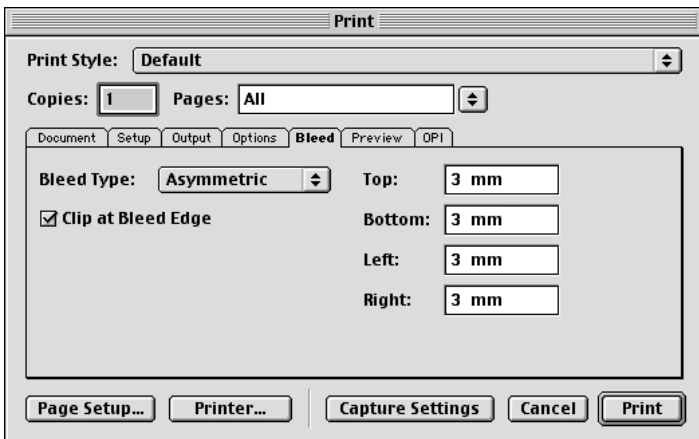 Print
Print Style: Default
Copies: 1 Pages: All
Document Setup Output Options Bleed Preview OPI
Bleed Type: Asymmetric Top: 3 mm
Clip at Bleed Edge Bottom: 3 mm
Left: 3 mm
Right: 3 mm
Page Setup... Printer... Capture Settings Cancel Print